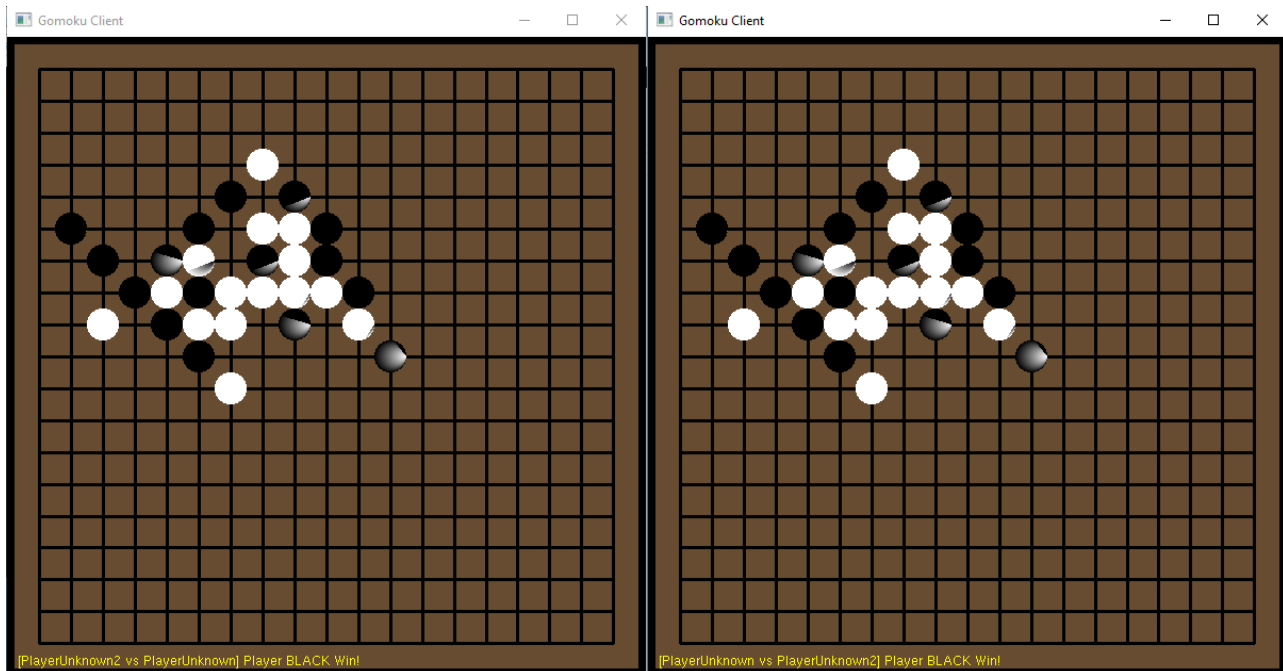 Gomoku Client
Gomoku Client
[PlayerUnknown2 vs PlayerUnknown] Player BLACK Win!
[PlayerUnknown vs PlayerUnknown2] Player BLACK Win!